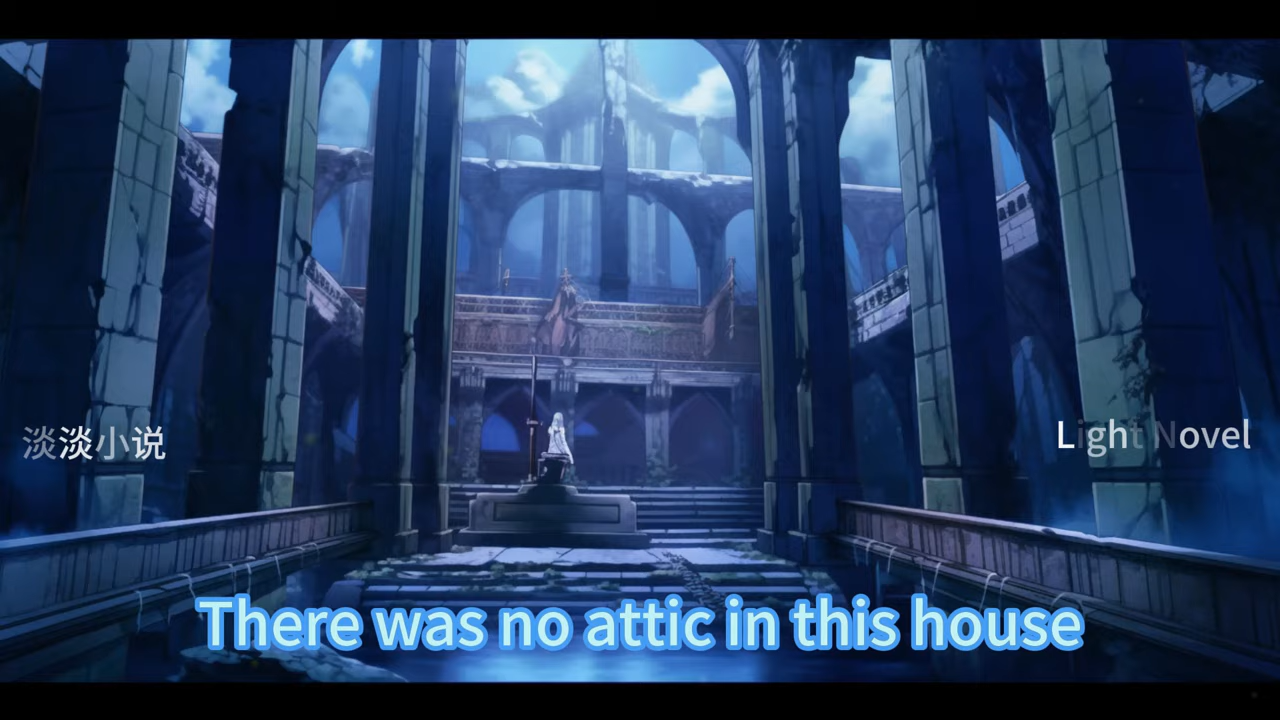 淡淡小说
Light Novel
There was no attic in this house